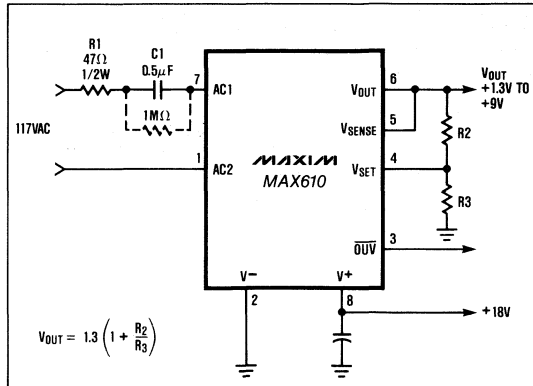 R1
47Ω
1/2W
C1
0.5μF
7
AC1
1MΩ
117VAC
1
AC2
MAXIM
MAX610
VOUT
6
VOUT
+1.3V TO
+9V
VSENSE
5
R2
VSET
4
R3
OUV
3
V−
2
V+
8
+18V
VOUT = 1.3 (1 + R2/R3)